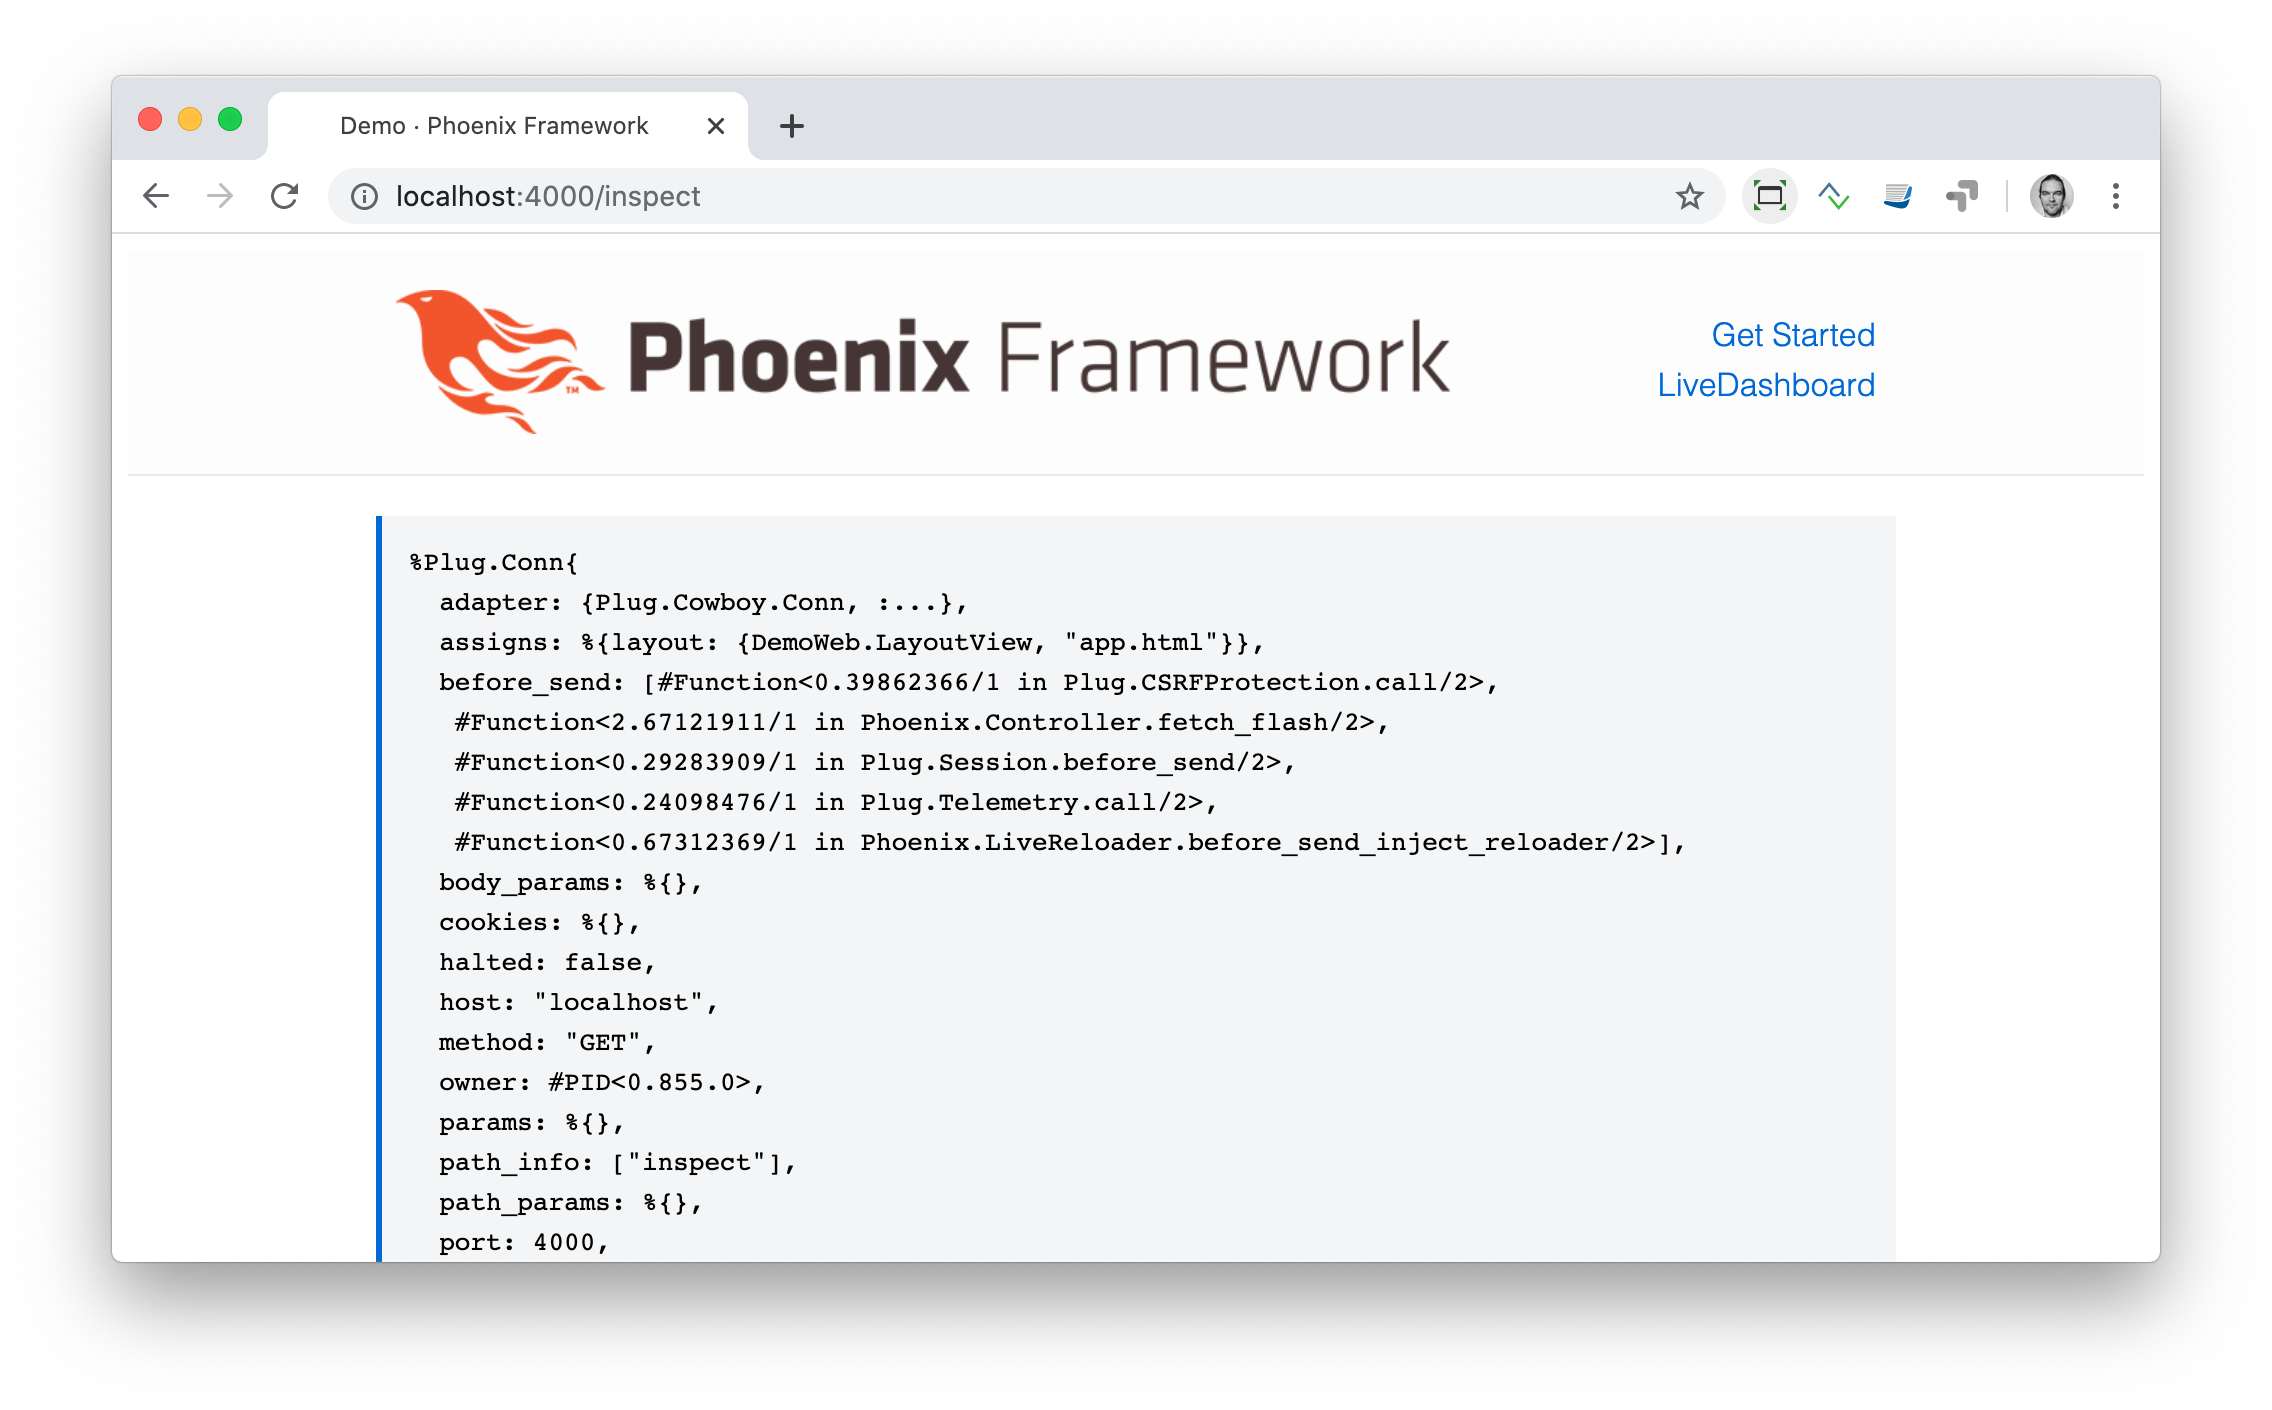 Demo · Phoenix Framework
localhost:4000/inspect
Phoenix Framework
TM
Get Started
LiveDashboard
%Plug.Conn{
  adapter: {Plug.Cowboy.Conn, :...},
  assigns: %{layout: {DemoWeb.LayoutView, "app.html"}},
  before_send: [#Function<0.39862366/1 in Plug.CSRFProtection.call/2>,
   #Function<2.67121911/1 in Phoenix.Controller.fetch_flash/2>,
   #Function<0.29283909/1 in Plug.Session.before_send/2>,
   #Function<0.24098476/1 in Plug.Telemetry.call/2>,
   #Function<0.67312369/1 in Phoenix.LiveReloader.before_send_inject_reloader/2>],
  body_params: %{},
  cookies: %{},
  halted: false,
  host: "localhost",
  method: "GET",
  owner: #PID<0.855.0>,
  params: %{},
  path_info: ["inspect"],
  path_params: %{},
  port: 4000,